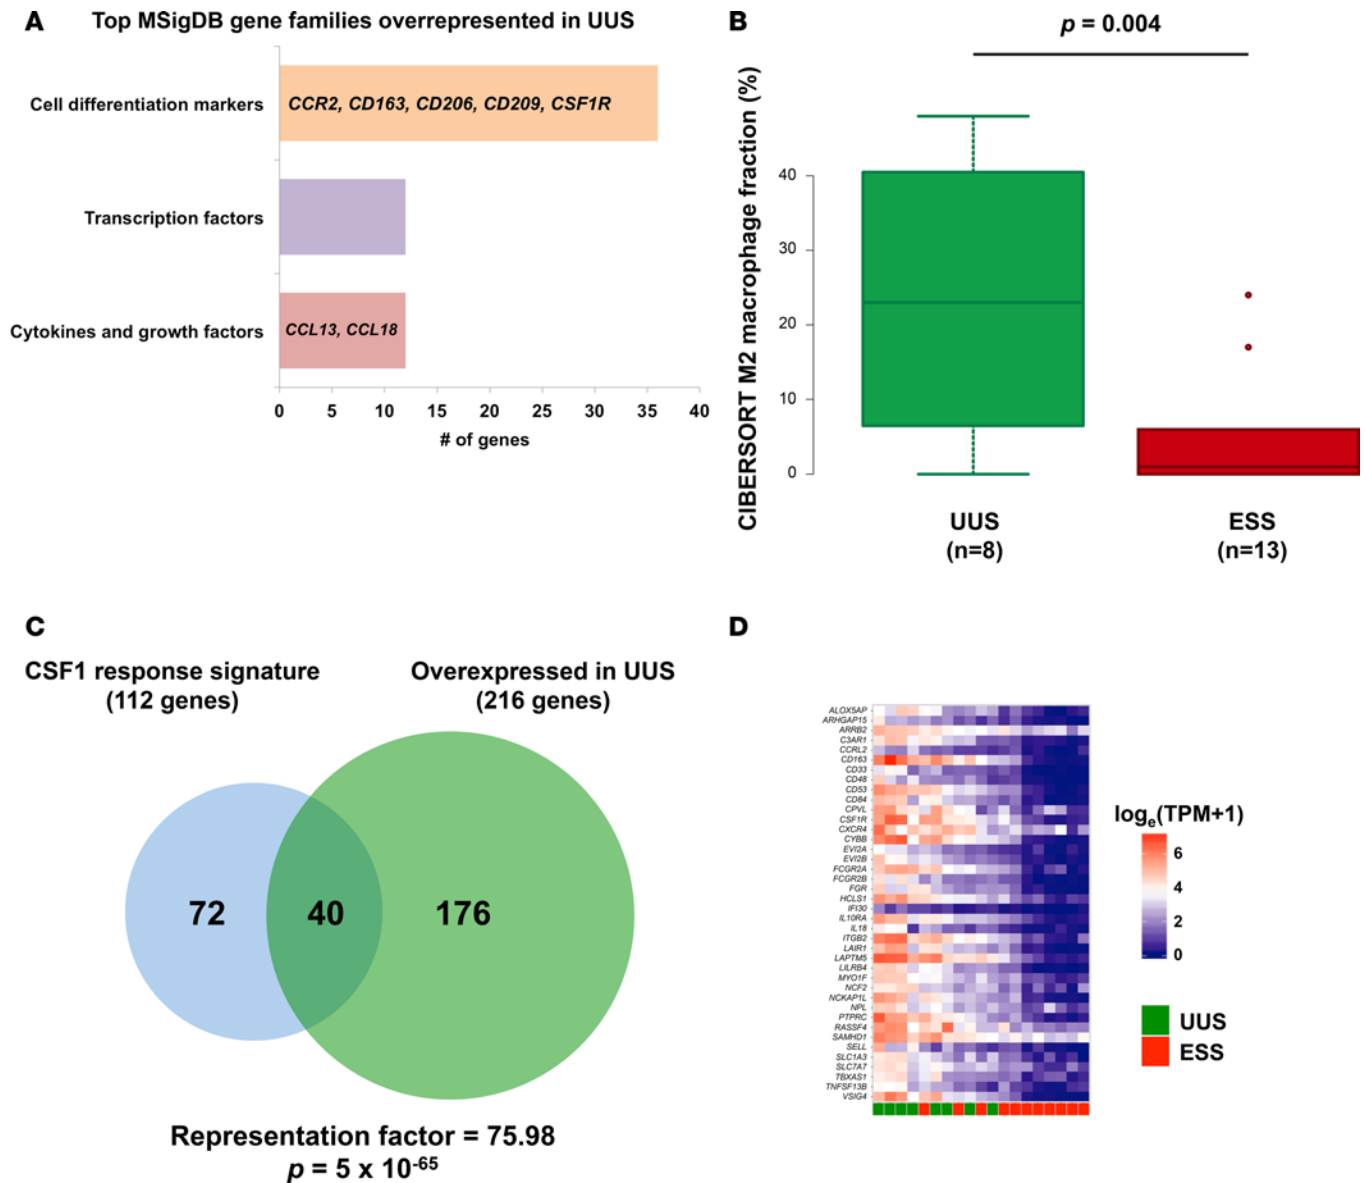 A
Top MSigDB gene families overrepresented in UUS
Cell differentiation markers
CCR2, CD163, CD206, CD209, CSF1R
Transcription factors
Cytokines and growth factors
CCL13, CCL18
0 5 10 15 20 25 30 35 40
# of genes
B
p = 0.004
CIBERSORT M2 macrophage fraction (%)
40
30
20
10
0
UUS
(n=8)
ESS
(n=13)
C
CSF1 response signature
(112 genes)
Overexpressed in UUS
(216 genes)
72
40
176
Representation factor = 75.98
p = 5 x 10⁻⁶⁵
D
ALOX5AP
ARHGAP15
ARRB2
C3AR1
CCRL2
CD163
CD33
CD48
CD53
CD84
CPVL
CSF1R
CXCR4
CYBB
EVI2A
EVI2B
FCGR2A
FCGR2B
FGR
HCLS1
IFI30
IL10RA
IL18
ITGB2
LAIR1
LAPTM5
LILRB4
MYO1F
NCF2
NCKAP1L
NPL
PTPRC
RASSF4
SAMHD1
SELL
SLC1A3
SLC7A7
TBXAS1
TNFSF13B
VSIG4
logₑ(TPM+1)
6
4
2
0
UUS
ESS